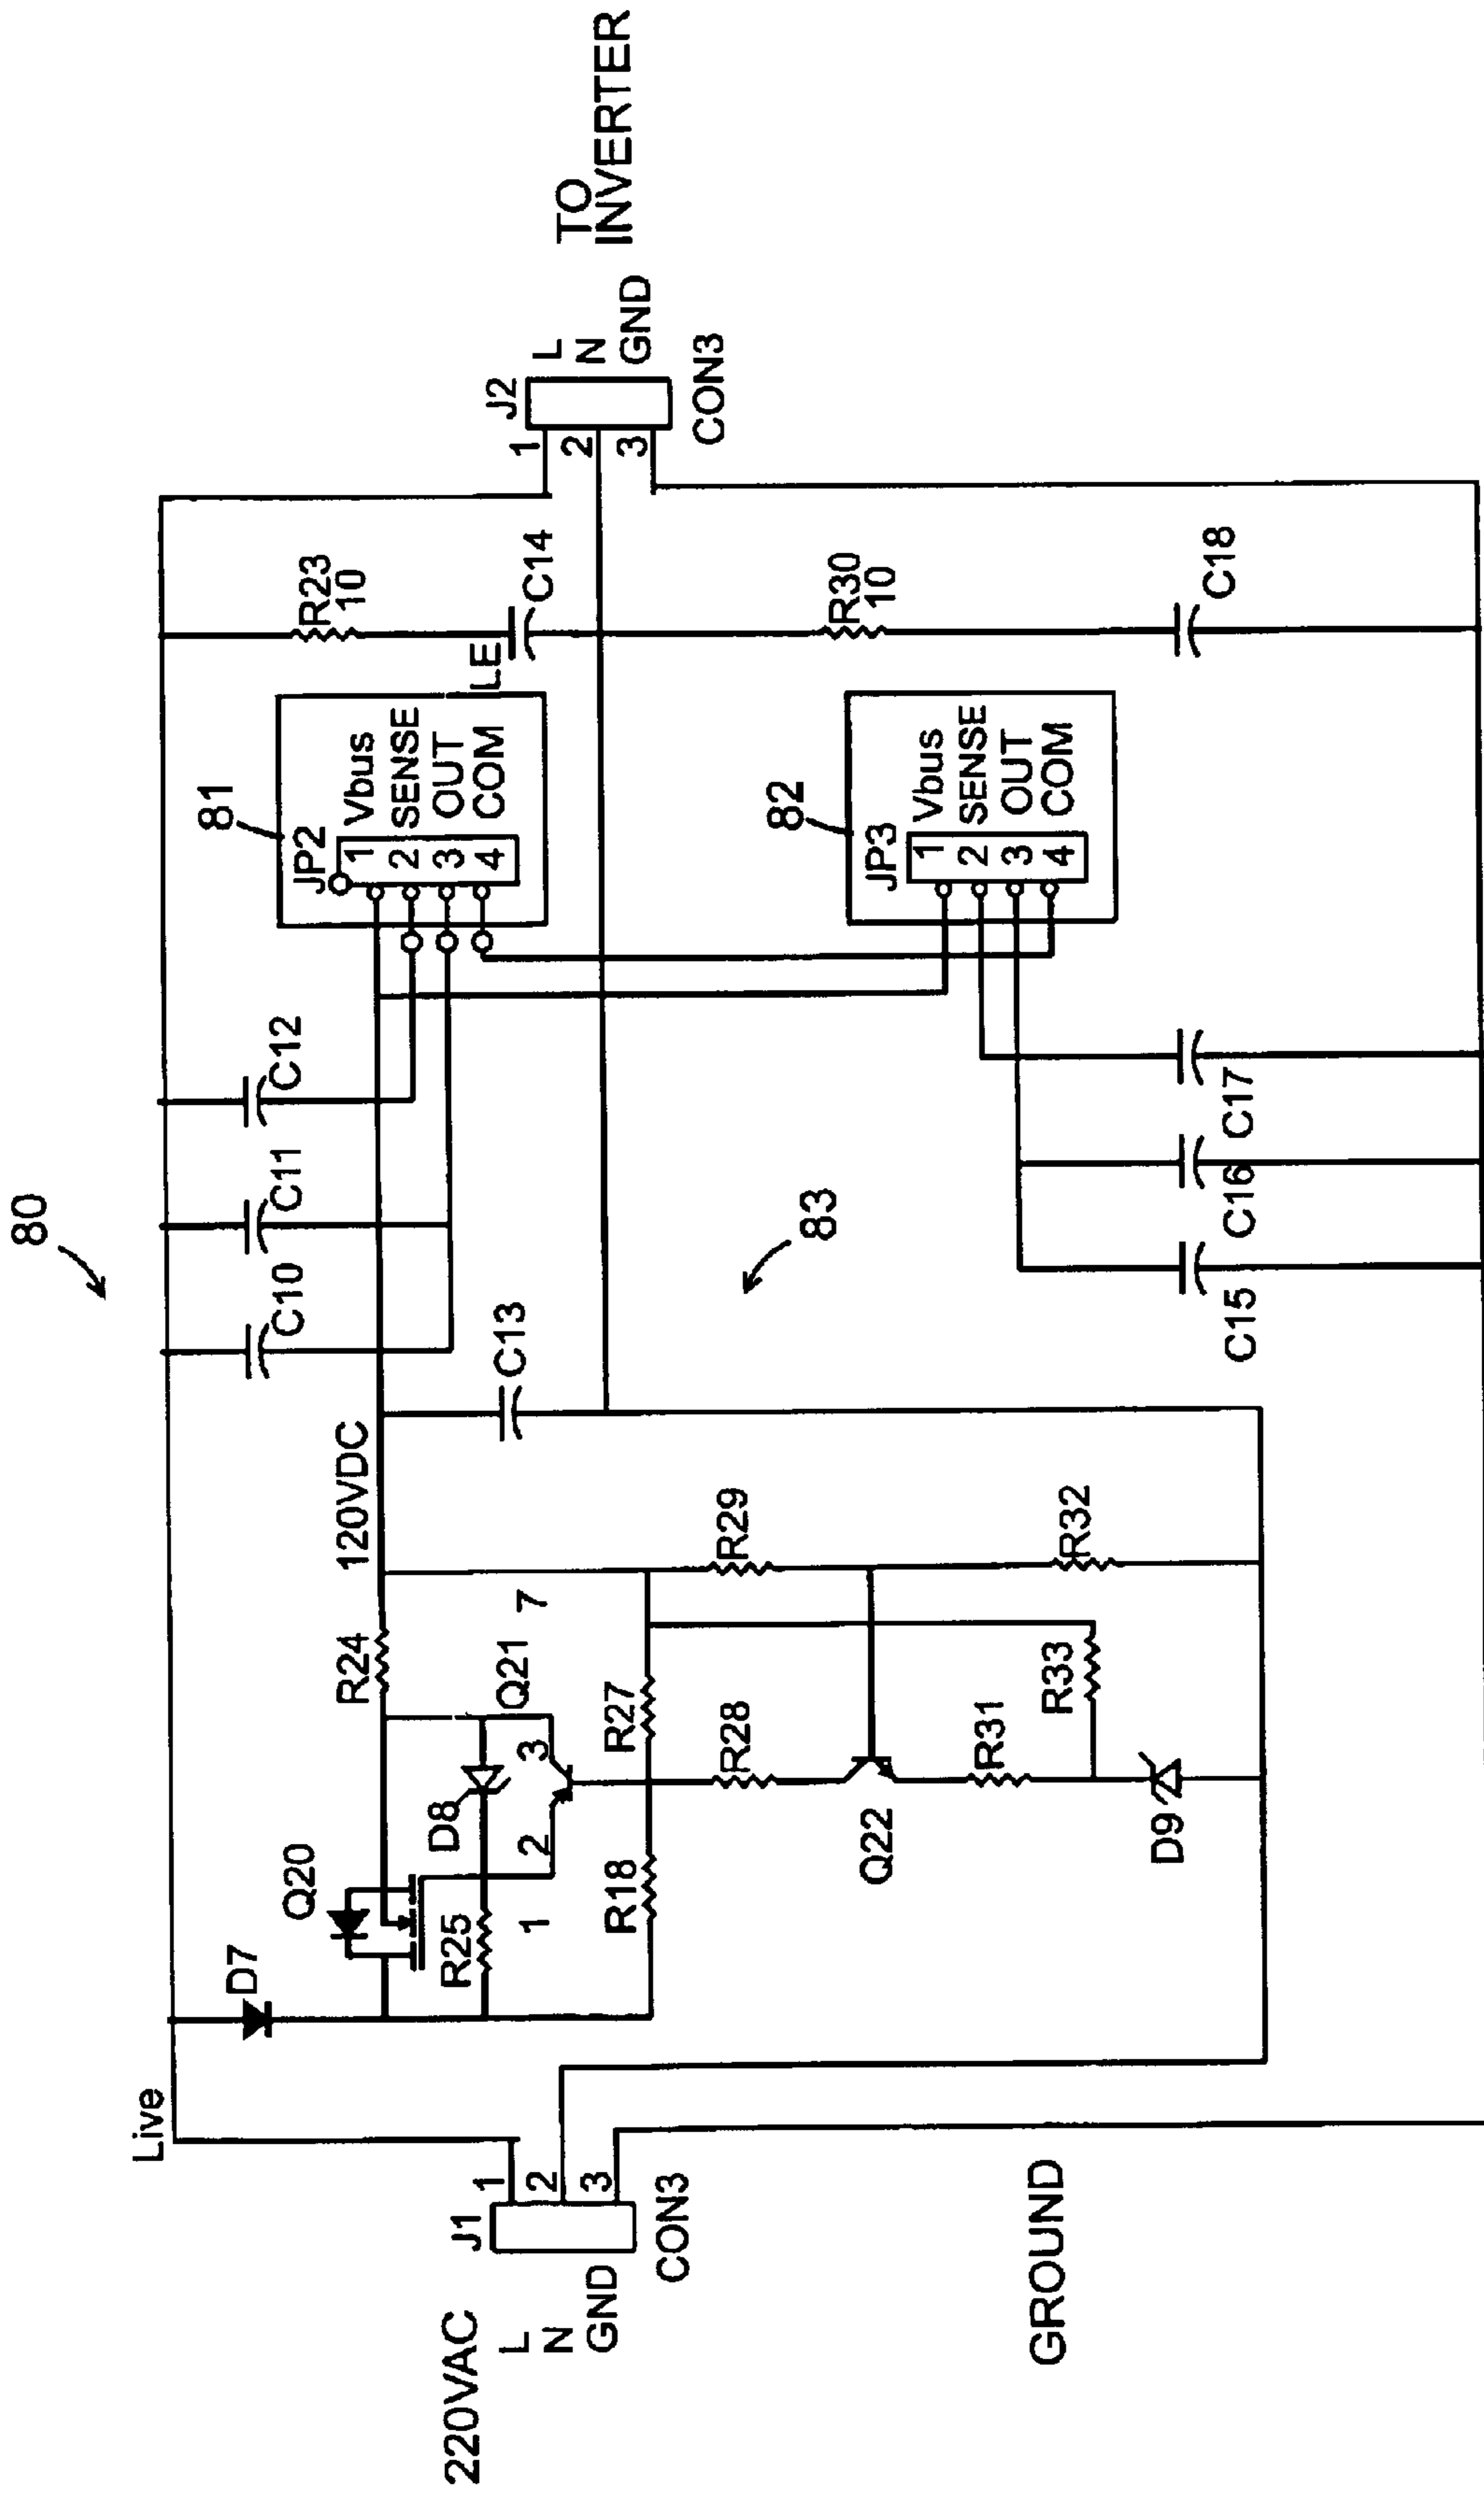 80
Live
D7
81
Q20
C10
C11
C12
JP2
R23
10
R24
120VDC
1 Vbus
2 SENSE
3 OUT
4 COM
220VAC
J1
D8
R25
LE
J2
1
L
2
N
3
GND
CON3
1
2
3
Q21
7
C13
C14
1
L
2
N
3
GND
CON3
TO
INVERTER
R18
R27
R28
R29
83
82
JP3
R30
10
1 Vbus
2 SENSE
3 OUT
4 COM
Q22
R31
R33
R32
GROUND
D9
C15
C16
C17
C18